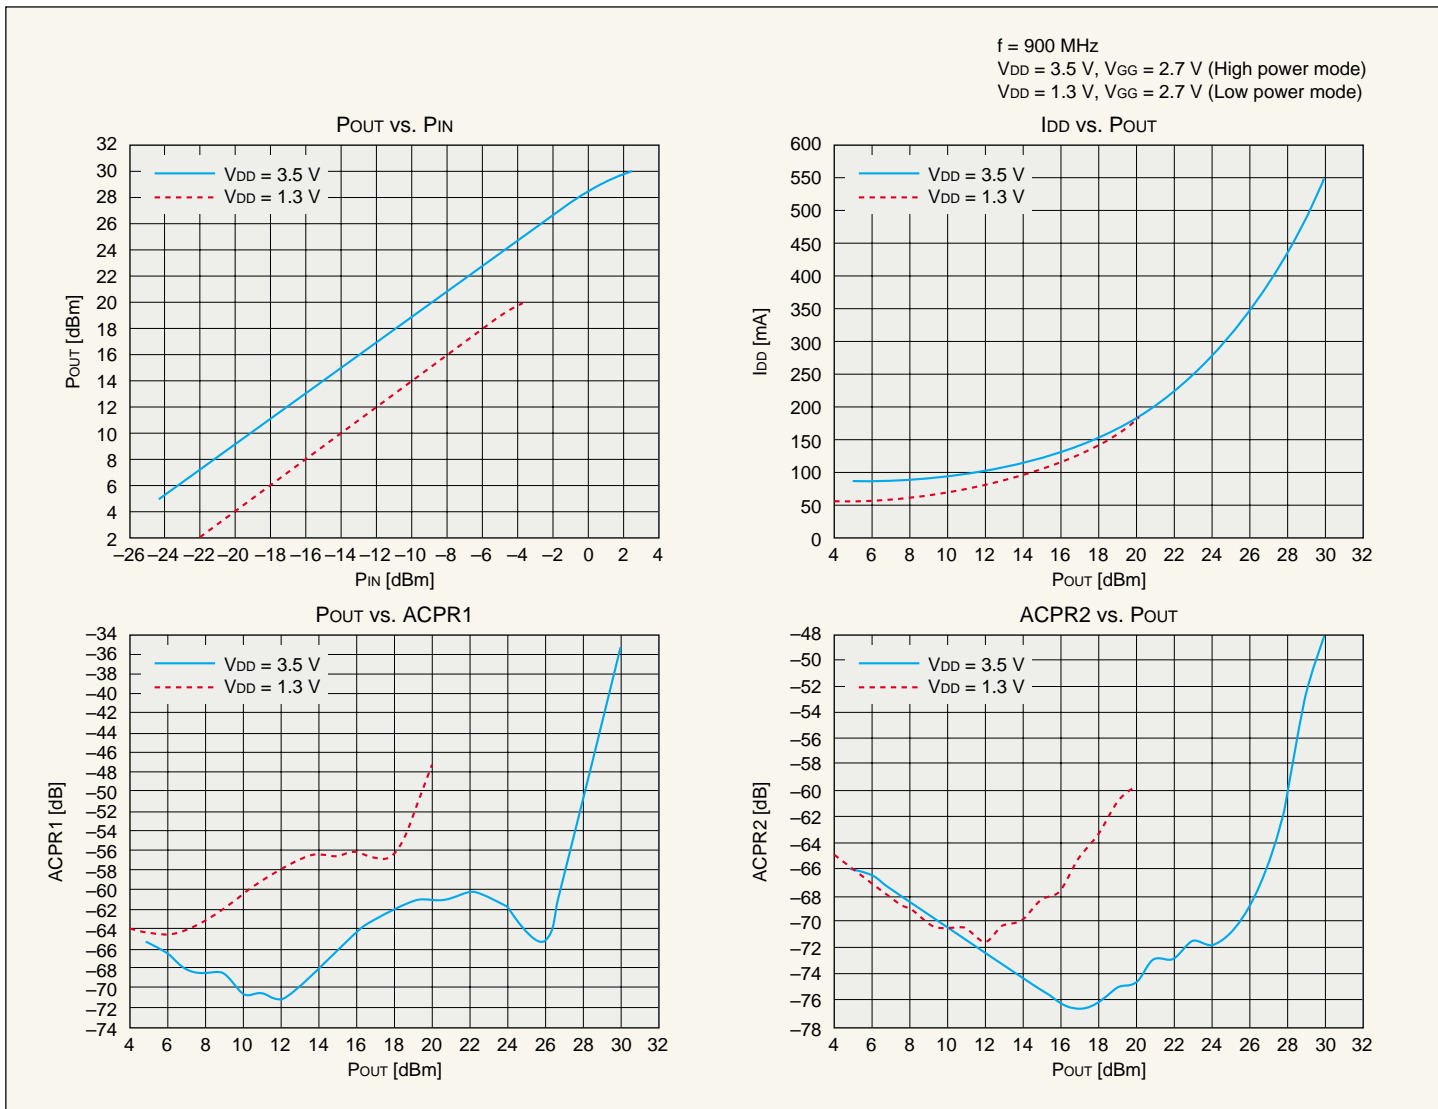 f = 900 MHz
VDD = 3.5 V, VGG = 2.7 V (High power mode)
VDD = 1.3 V, VGG = 2.7 V (Low power mode)
POUT vs. PIN
32
30
28
26
24
22
20
18
16
14
12
10
8
6
4
2
POUT [dBm]
VDD = 3.5 V
VDD = 1.3 V
–26 –24 –22 –20 –18 –16 –14 –12 –10 –8 –6 –4 –2 0 2 4
PIN [dBm]
IDD vs. POUT
600
550
500
450
400
350
300
250
200
150
100
50
0
IDD [mA]
VDD = 3.5 V
VDD = 1.3 V
4 6 8 10 12 14 16 18 20 22 24 26 28 30 32
POUT [dBm]
POUT vs. ACPR1
–34
–36
–38
–40
–42
–44
–46
–48
–50
–52
–54
–56
–58
–60
–62
–64
–66
–68
–70
–72
–74
ACPR1 [dB]
VDD = 3.5 V
VDD = 1.3 V
4 6 8 10 12 14 16 18 20 22 24 26 28 30 32
POUT [dBm]
ACPR2 vs. POUT
–48
–50
–52
–54
–56
–58
–60
–62
–64
–66
–68
–70
–72
–74
–76
–78
ACPR2 [dB]
VDD = 3.5 V
VDD = 1.3 V
4 6 8 10 12 14 16 18 20 22 24 26 28 30 32
POUT [dBm]